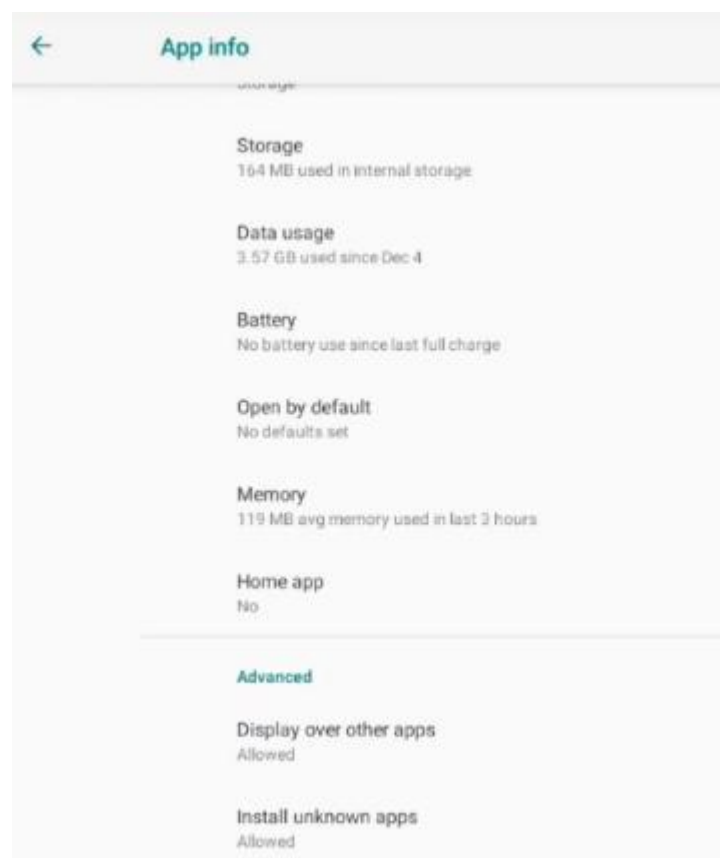 App info
Storage
Storage
164 MB used in internal storage
Data usage
3.57 GB used since Dec 4
Battery
No battery use since last full charge
Open by default
No defaults set
Memory
119 MB avg memory used in last 3 hours
Home app
No
Advanced
Display over other apps
Allowed
Install unknown apps
Allowed